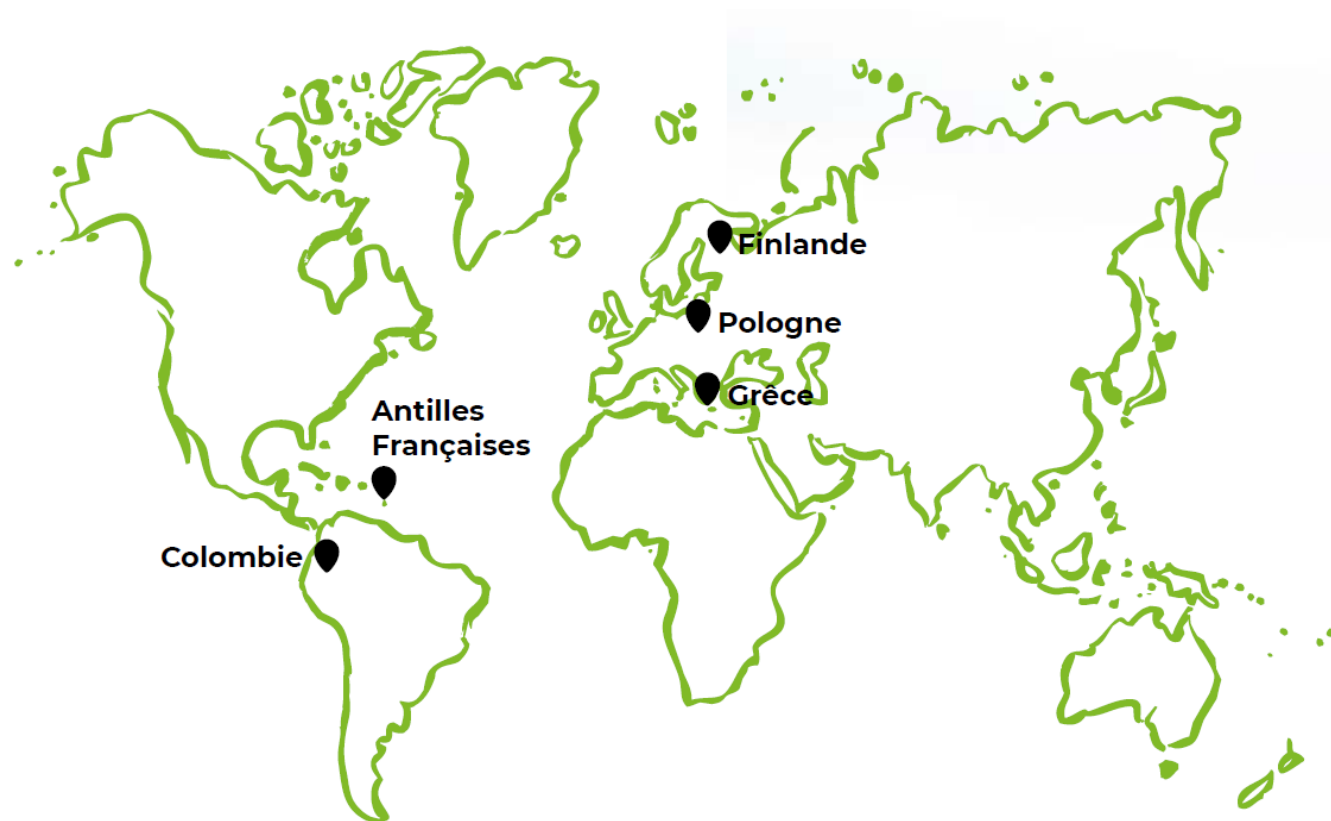 Finlande
Pologne
Grêce
Antilles
Françaises
Colombie